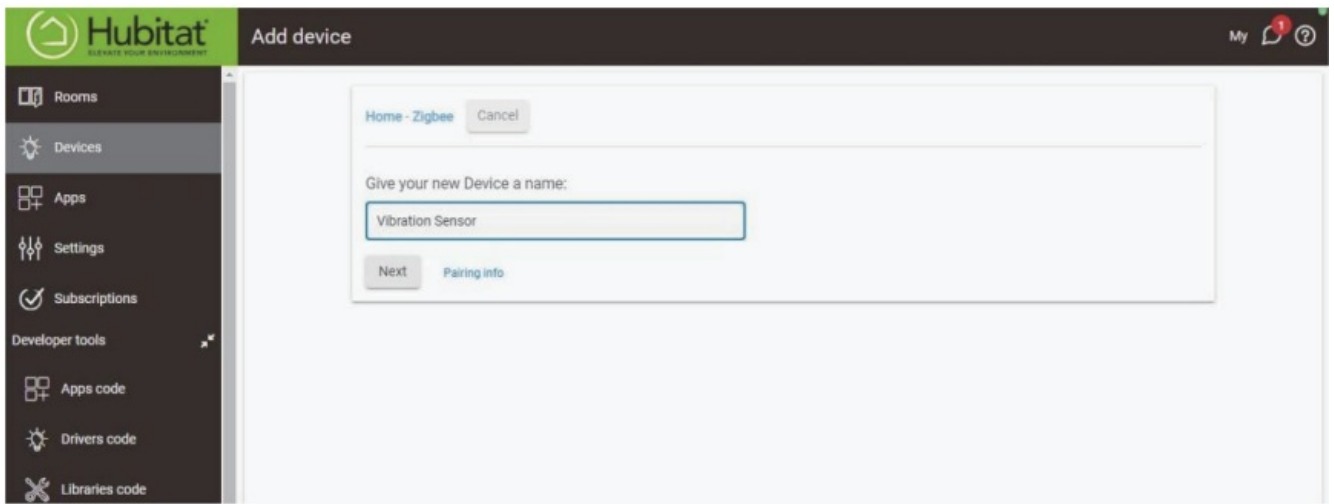 Hubitat
ELEVATE YOUR ENVIRONMENT
Add device
My
1
?
Rooms
Devices
Apps
Settings
Subscriptions
Developer tools
Apps code
Drivers code
Libraries code
Home - Zigbee
Cancel
Give your new Device a name:
Vibration Sensor
Next
Pairing info